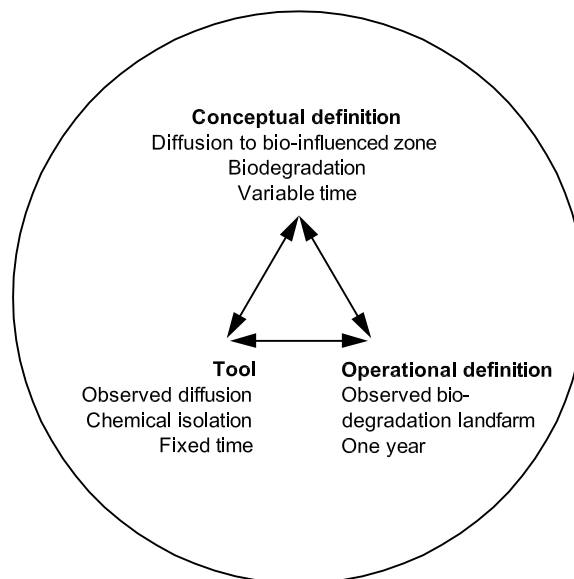 Conceptual definition
Diffusion to bio-influenced zone
Biodegradation
Variable time
Tool
Observed diffusion
Chemical isolation
Fixed time
Operational definition
Observed bio-
degradation landfarm
One year